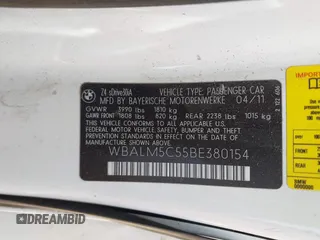 Z4 sDrive30iA
VEHICLE TYPE: PASSENGER CAR
MFD BY BAYERISCHE MOTORENWERKE 04/11
GVWR 3990 LBS 1810 KG
GAWR FRONT 1808 LBS 820 KG REAR 2238 LBS 1015 KG
THIS VEHICLE CONFORMS TO ALL APPLICABLE
FEDERAL MOTOR VEHICLE SAFETY, BUMPER,
AND THEFT PREVENTION STANDARDS IN EFFECT
ON THE DATE OF MANUFACTURE SHOWN ABOVE.
WBALM5C55BE380154
BMW